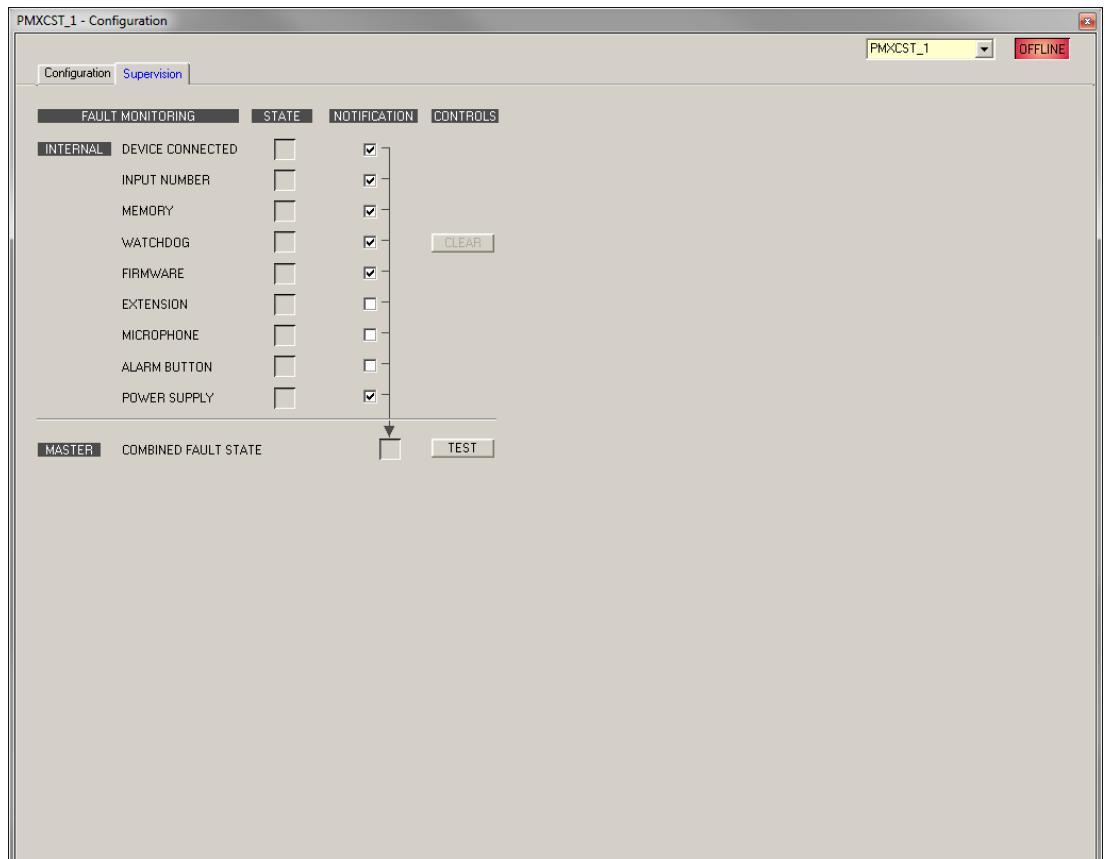 PMXCST_1 - Configuration
PMXCST_1 OFFLINE
Configuration Supervision
FAULT MONITORING STATE NOTIFICATION CONTROLS
INTERNAL DEVICE CONNECTED
INPUT NUMBER
MEMORY
WATCHDOG CLEAR
FIRMWARE
EXTENSION
MICROPHONE
ALARM BUTTON
POWER SUPPLY
MASTER COMBINED FAULT STATE TEST